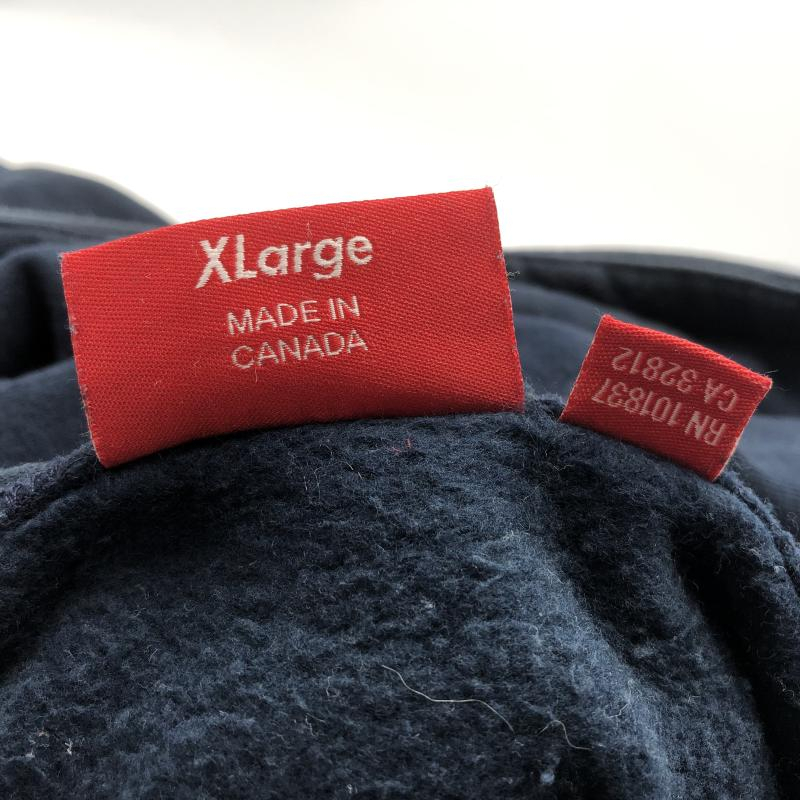 XLarge
MADE IN
CANADA
RN 101837
CA 32812